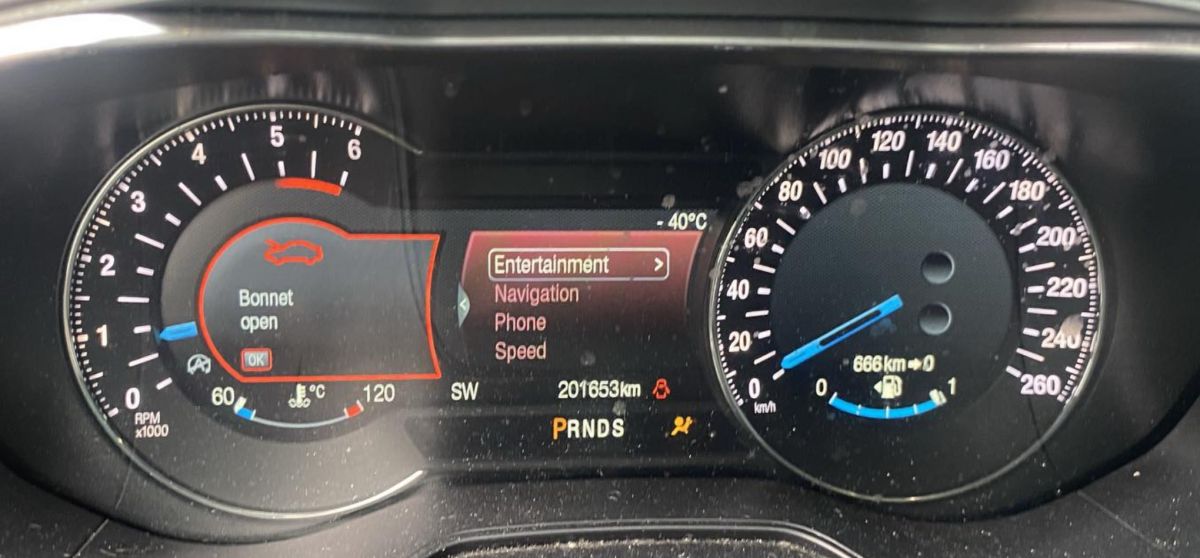 6
5
4
3
2
1
0
RPM
x1000
Bonnet
open
OK
60
°C
120
- 40°C
Entertainment >
Navigation
Phone
Speed
SW
201653km
PRNDS
0
20
40
60
80
100
120
140
160
180
200
220
240
260
km/h
666km→0
0
1